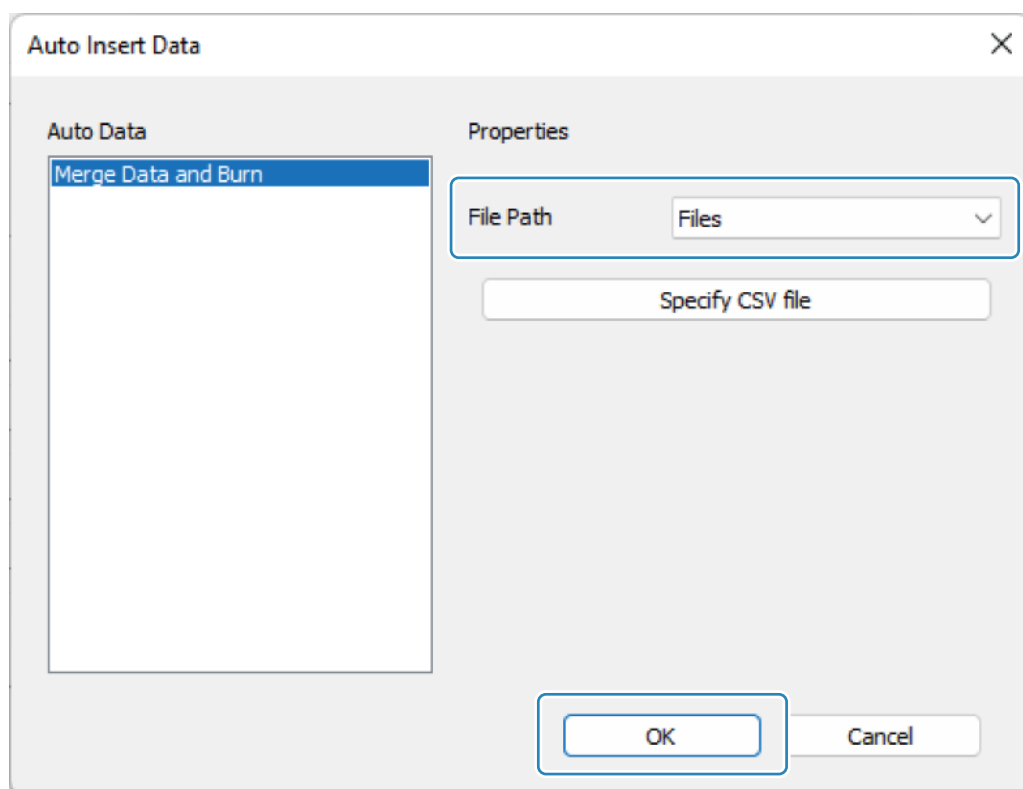 Auto Insert Data
Auto Data
Merge Data and Burn
Properties
File Path
Files
Specify CSV file
OK
Cancel